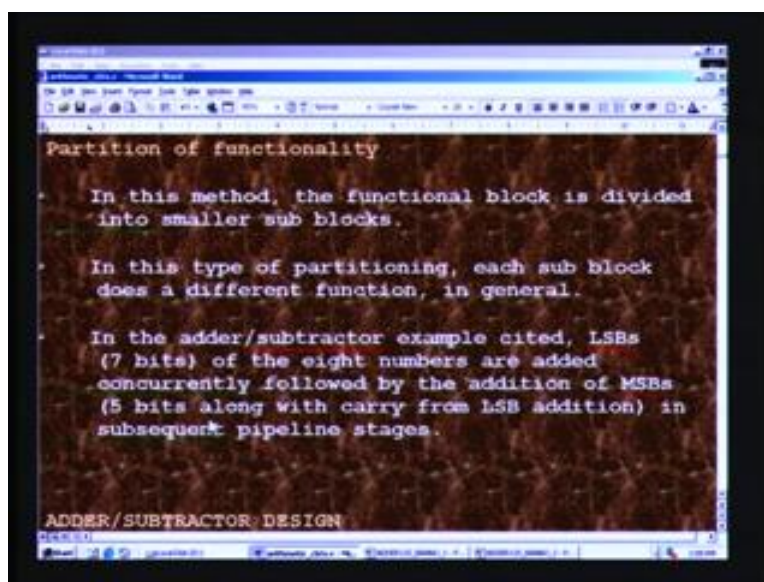 Partition of functionality
In this method, the functional block is divided
into smaller sub blocks.
In this type of partitioning, each sub block
does a different function, in general.
In the adder/subtractor example cited, LSBs
(7 bits) of the eight numbers are added
concurrently followed by the addition of MSBs
(5 bits along with carry from LSB addition) in
subsequent pipeline stages.
ADDER/SUBTRACTOR DESIGN